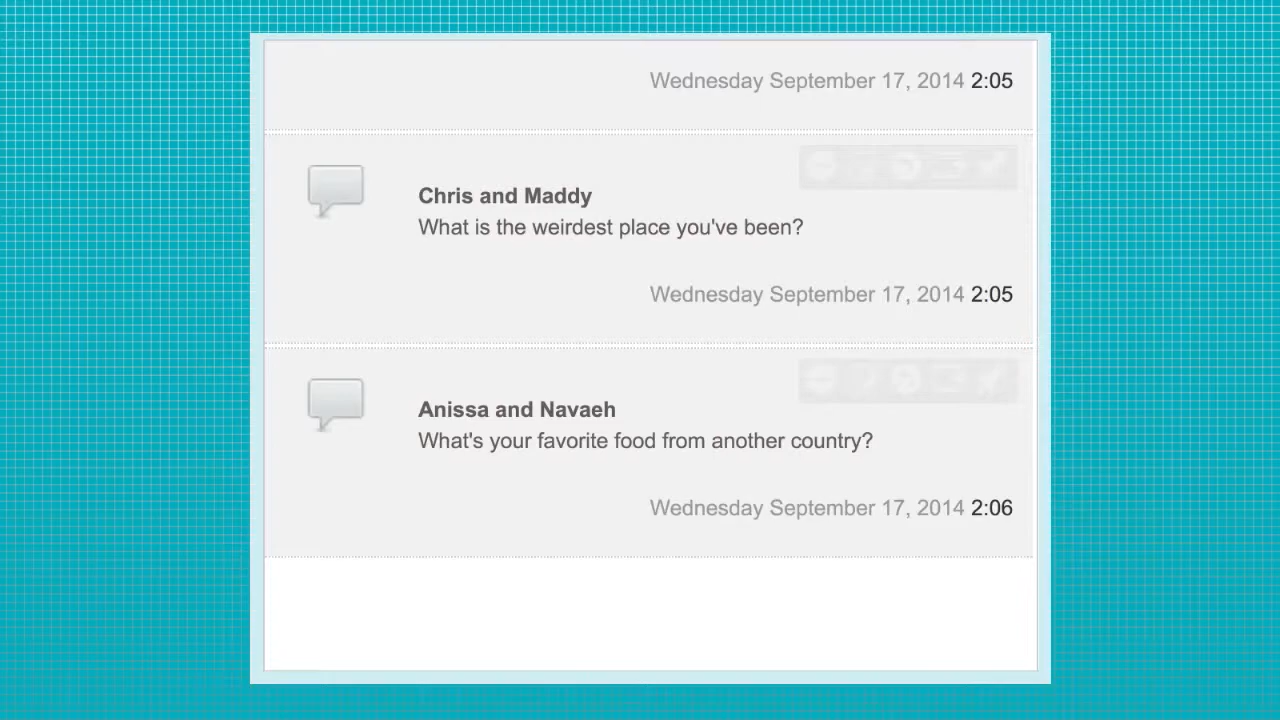 Wednesday September 17, 2014 2:05
Chris and Maddy
What is the weirdest place you've been?
Wednesday September 17, 2014 2:05
Anissa and Navaeh
What's your favorite food from another country?
Wednesday September 17, 2014 2:06